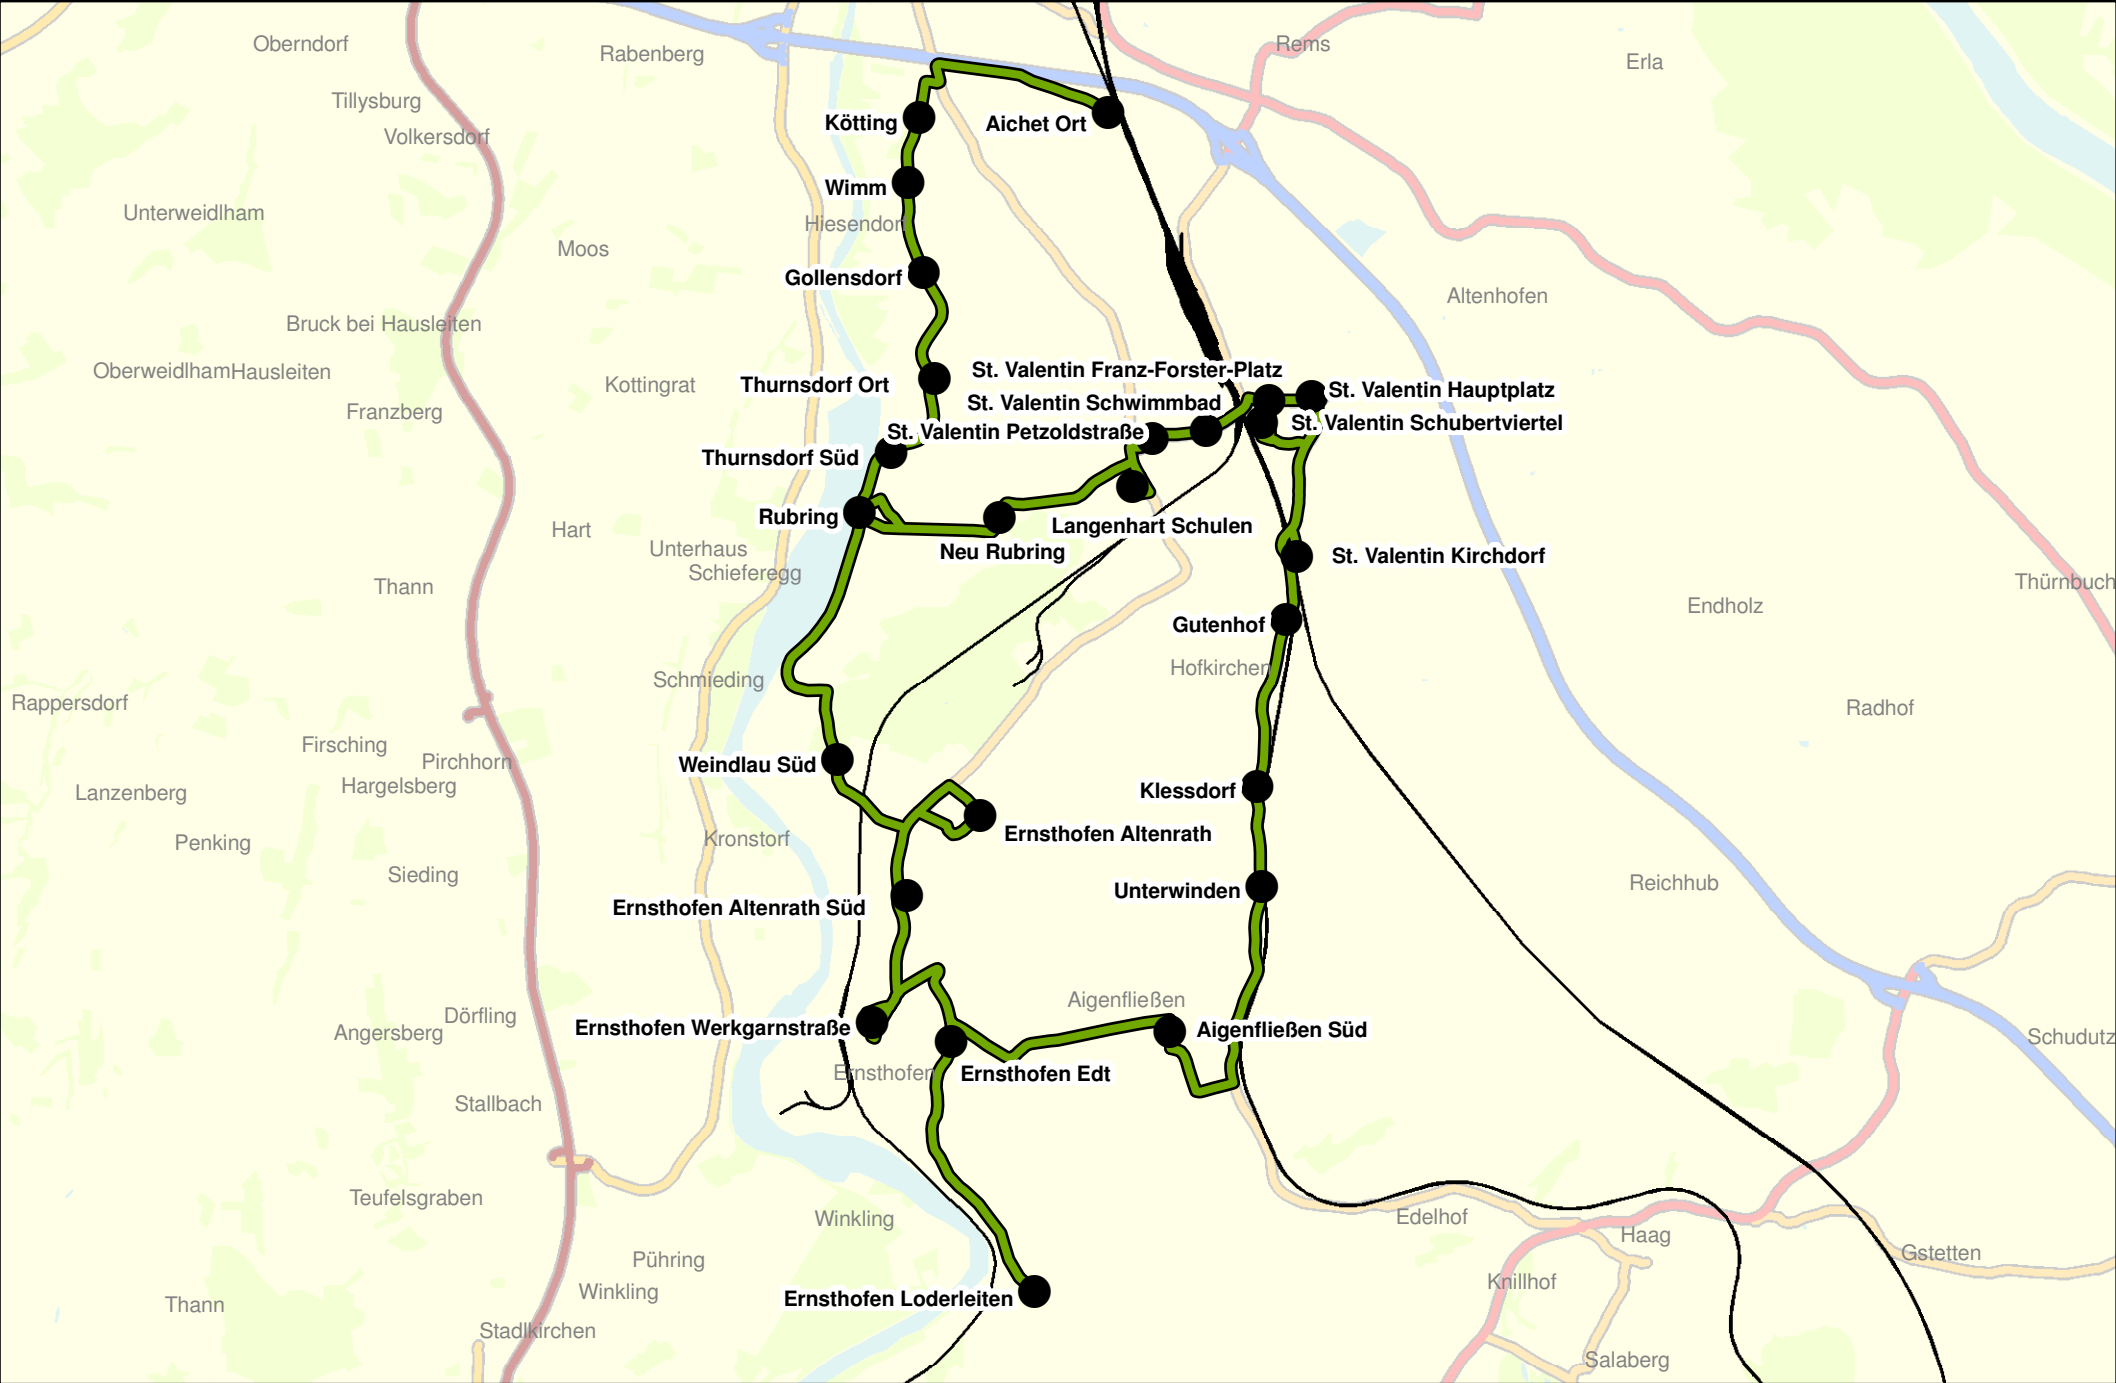 Oberndorf
Rabenberg
Rems
Erla
Tillysburg
Volkersdorf
Kötting
Aichet Ort
Wimm
Unterweidlham
Hiesendorf
Moos
Gollensdorf
Altenhofen
Bruck bei Hausleiten
Oberweidlham
Hausleiten
Kottingrat
Thurnsdorf Ort
St. Valentin Franz-Forster-Platz
St. Valentin Hauptplatz
Franzberg
St. Valentin Schwimmbad
St. Valentin Schubertviertel
St. Valentin Petzoldstraße
Thurnsdorf Süd
Rubring
Langenhart Schulen
Hart
Unterhaus
Neu Rubring
St. Valentin Kirchdorf
Schieferegg
Thann
Thürnbuch
Endholz
Gutenhof
Hofkirchen
Schmieding
Rappersdorf
Radhof
Firsching
Pirchhorn
Weindlau Süd
Hargelsberg
Lanzenberg
Klessdorf
Ernsthofen Altenrath
Kronstorf
Penking
Sieding
Reichhub
Unterwinden
Ernsthofen Altenrath Süd
Aigenfließen
Dörfling
Angersberg
Ernsthofen Werkgarnstraße
Aigenfließen Süd
Schudutz
Ernsthofen
Ernsthofen Edt
Stallbach
Teufelsgraben
Winkling
Edelhof
Haag
Gstetten
Pühring
Winkling
Knillhof
Thann
Ernsthofen Loderleiten
Stadlkirchen
Salaberg